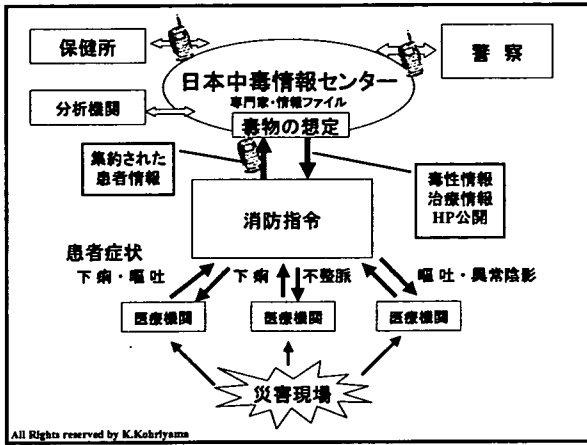 保健所
警察
日本中毒情報センター
専門家・情報ファイル
分析機関
毒物の想定
集約された
患者情報
毒性情報
治療情報
HP公開
消防指令
患者症状
下痢・嘔吐
下痢
不整脈
嘔吐・異常陰影
医療機関
医療機関
医療機関
災害現場
All Rights reserved by K.Kohriyama